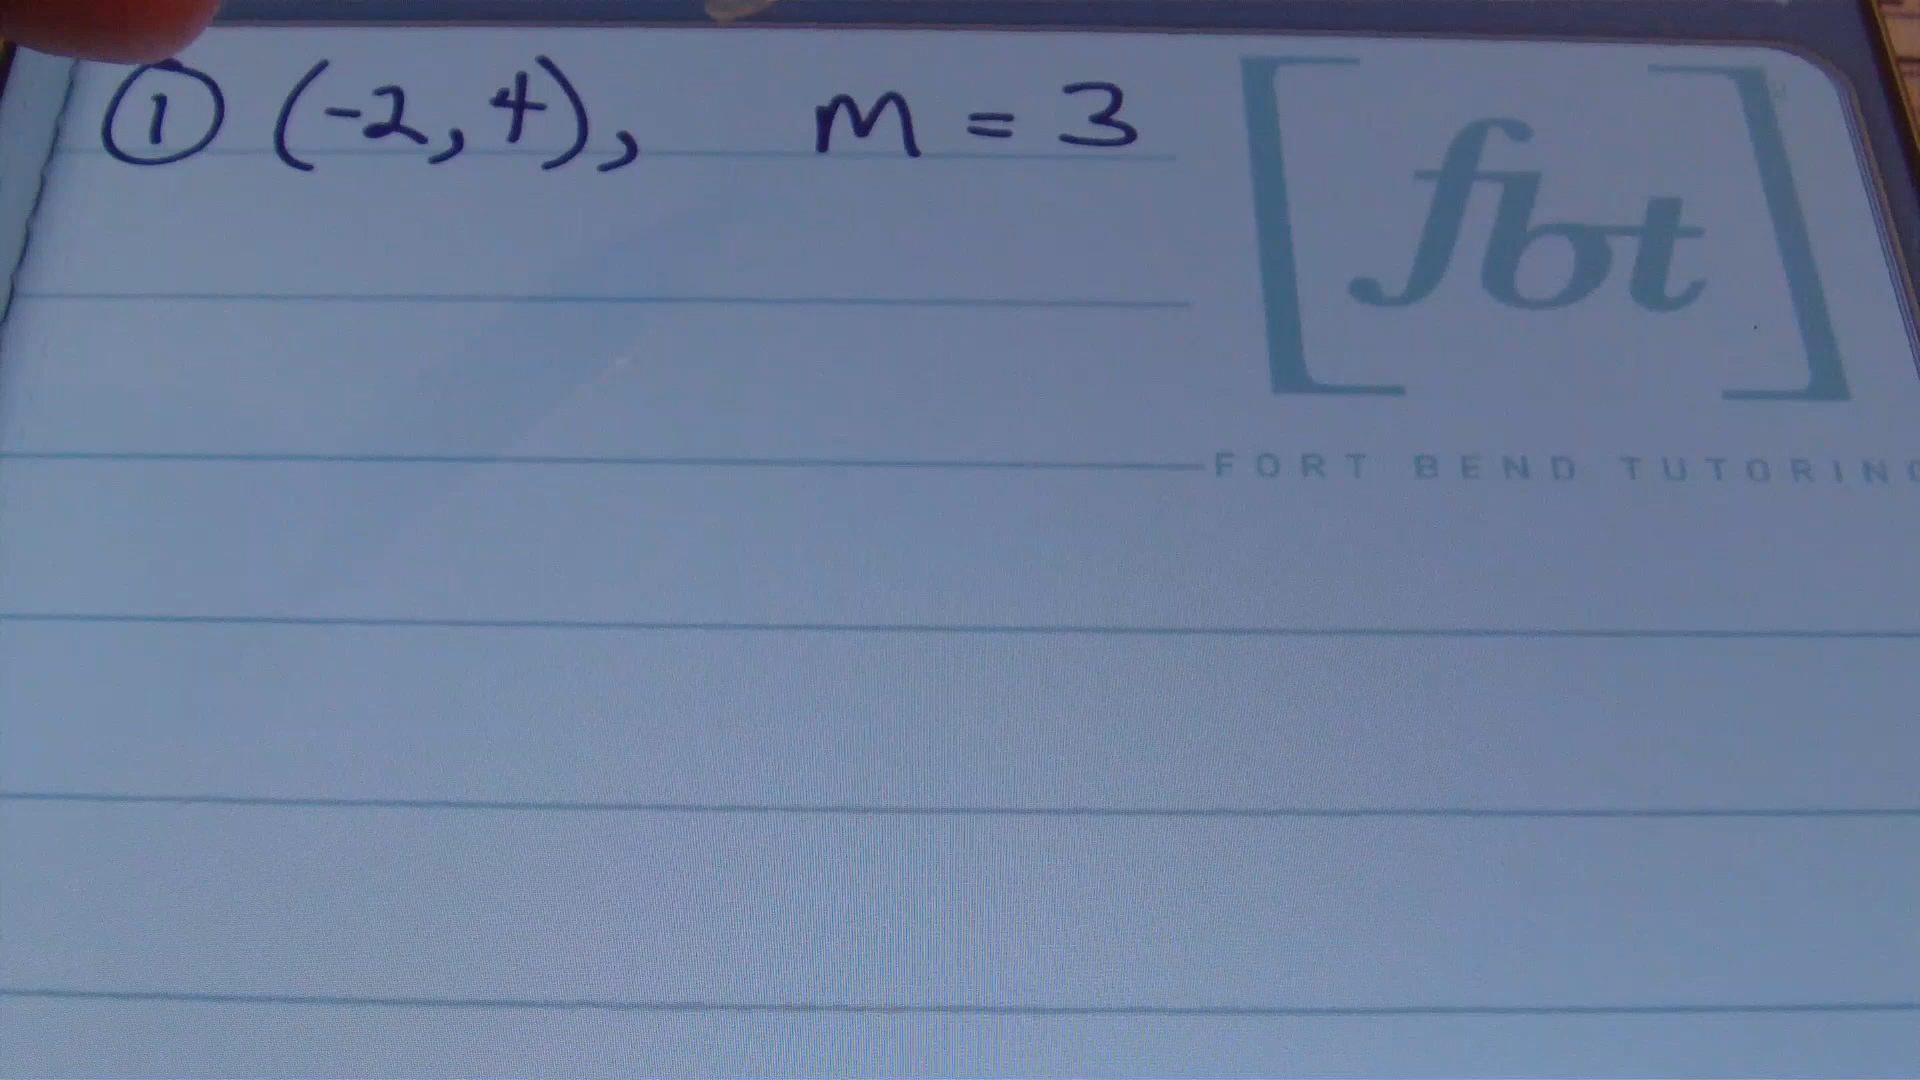 ① (-2, 4), m = 3
fbt
FORT BEND TUTORING